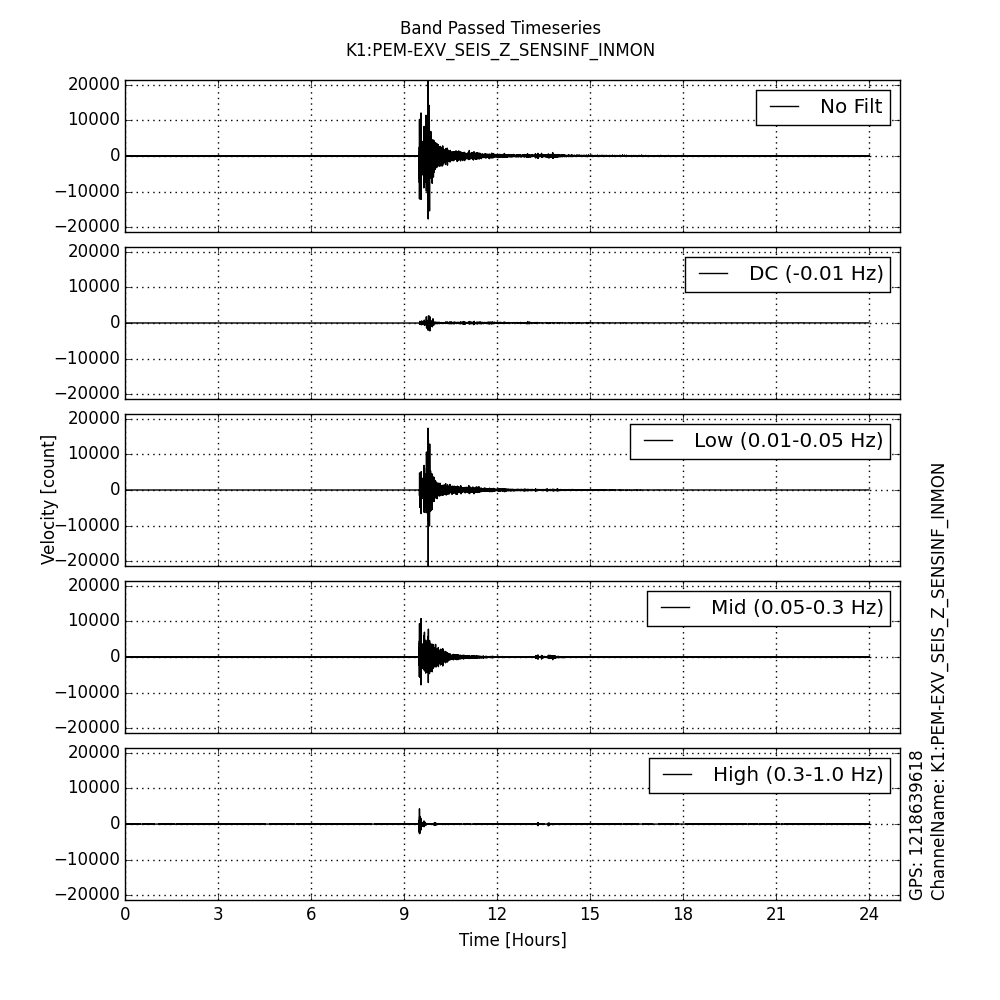 Band Passed Timeseries
K1:PEM-EXV_SEIS_Z_SENSINF_INMON
20000
10000
0
−10000
−20000
No Filt
20000
10000
0
−10000
−20000
DC (-0.01 Hz)
20000
10000
0
−10000
−20000
Low (0.01-0.05 Hz)
Velocity [count]
20000
10000
0
−10000
−20000
Mid (0.05-0.3 Hz)
20000
10000
0
−10000
−20000
High (0.3-1.0 Hz)
0 3 6 9 12 15 18 21 24
Time [Hours]
GPS: 1218639618
ChannelName: K1:PEM-EXV_SEIS_Z_SENSINF_INMON